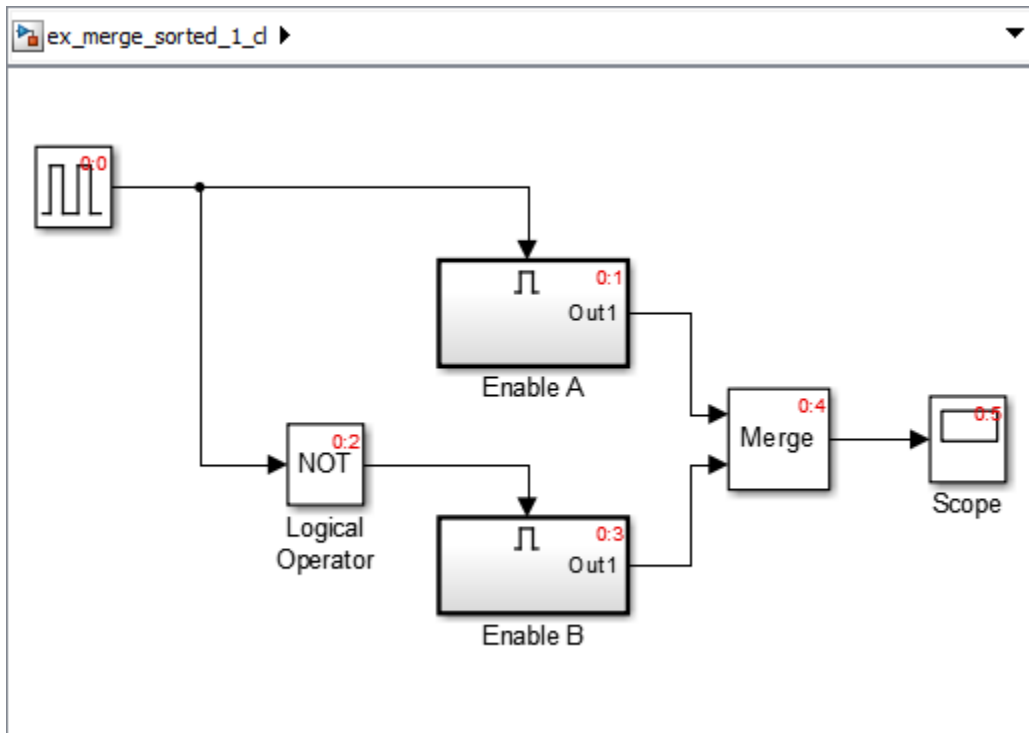 ex_merge_sorted_1_cl
0:0
0:1
Out1
Enable A
0:4
Merge
0:5
Scope
0:2
NOT
Logical
Operator
0:3
Out1
Enable B